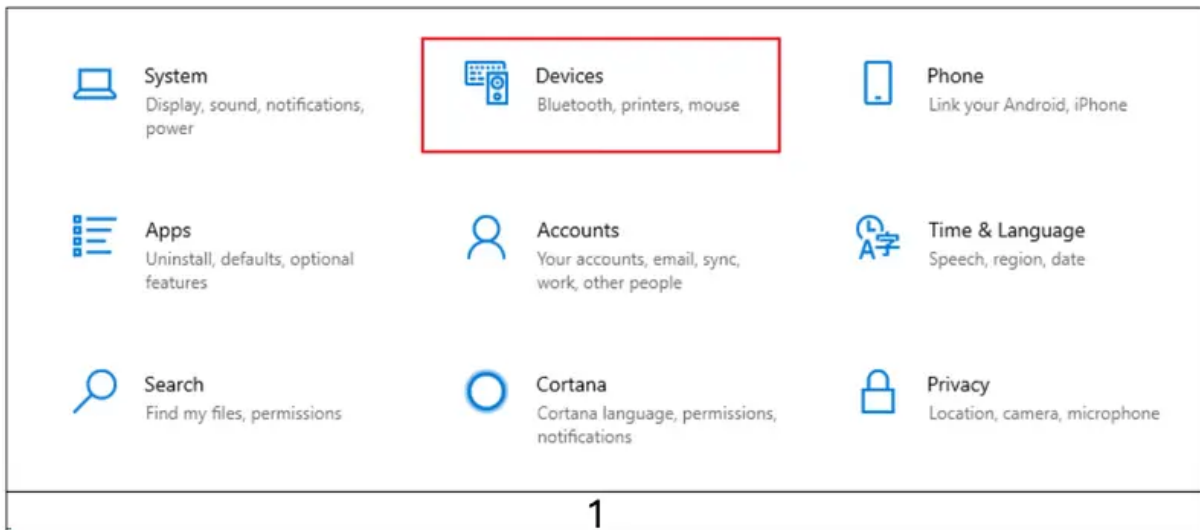 System
Display, sound, notifications,
power
Devices
Bluetooth, printers, mouse
Phone
Link your Android, iPhone
Apps
Uninstall, defaults, optional
features
Accounts
Your accounts, email, sync,
work, other people
Time & Language
Speech, region, date
Search
Find my files, permissions
Cortana
Cortana language, permissions,
notifications
Privacy
Location, camera, microphone
1